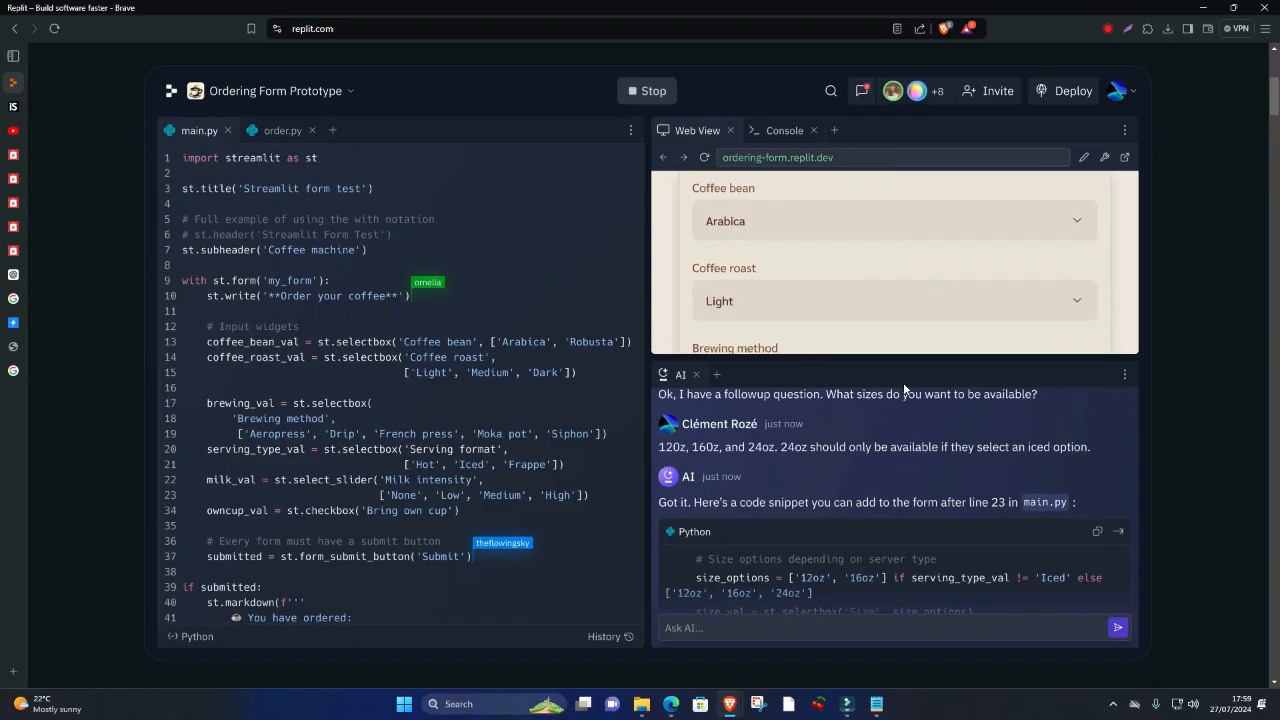 Replit – Build software faster - Brave
replit.com
VPN
Ordering Form Prototype
Stop
+8
Invite
Deploy
main.py
order.py
1 import streamlit as st
2
3 st.title('Streamlit form test')
4
5 # Full example of using the with notation
6 # st.header('Streamlit Form Test')
7 st.subheader('Coffee machine')
8
9 with st.form('my_form'):
ornella
10 st.write('**Order your coffee**')
11
12 # Input widgets
13 coffee_bean_val = st.selectbox('Coffee bean', ['Arabica', 'Robusta'])
14 coffee_roast_val = st.selectbox('Coffee roast',
15 ['Light', 'Medium', 'Dark'])
16
17 brewing_val = st.selectbox(
18 'Brewing method',
19 ['Aeropress', 'Drip', 'French press', 'Moka pot', 'Siphon'])
20 serving_type_val = st.selectbox('Serving format',
21 ['Hot', 'Iced', 'Frappe'])
22 milk_val = st.select_slider('Milk intensity',
23 ['None', 'Low', 'Medium', 'High'])
34 owncup_val = st.checkbox('Bring own cup')
35
36 # Every form must have a submit button
theflowingsky
37 submitted = st.form_submit_button('Submit')
38
39 if submitted:
40 st.markdown(f'''
41 You have ordered:
Python
History
Web View
Console
ordering-form.replit.dev
Coffee bean
Arabica
Coffee roast
Light
Brewing method
AI
Ok, I have a followup question. What sizes do you want to be available?
Clément Rozé just now
12Oz, 16Oz, and 24Oz. 24Oz should only be available if they select an iced option.
AI just now
Got it. Here's a code snippet you can add to the form after line 23 in main.py :
Python
# Size options depending on server type
size_options = ['12oz', '16oz'] if serving_type_val != 'Iced' else
['12oz', '16oz', '24oz']
size_val = st.selectbox('Size', size_options)
Ask AI...
22°C
Mostly sunny
Search
17:59
27/07/2024